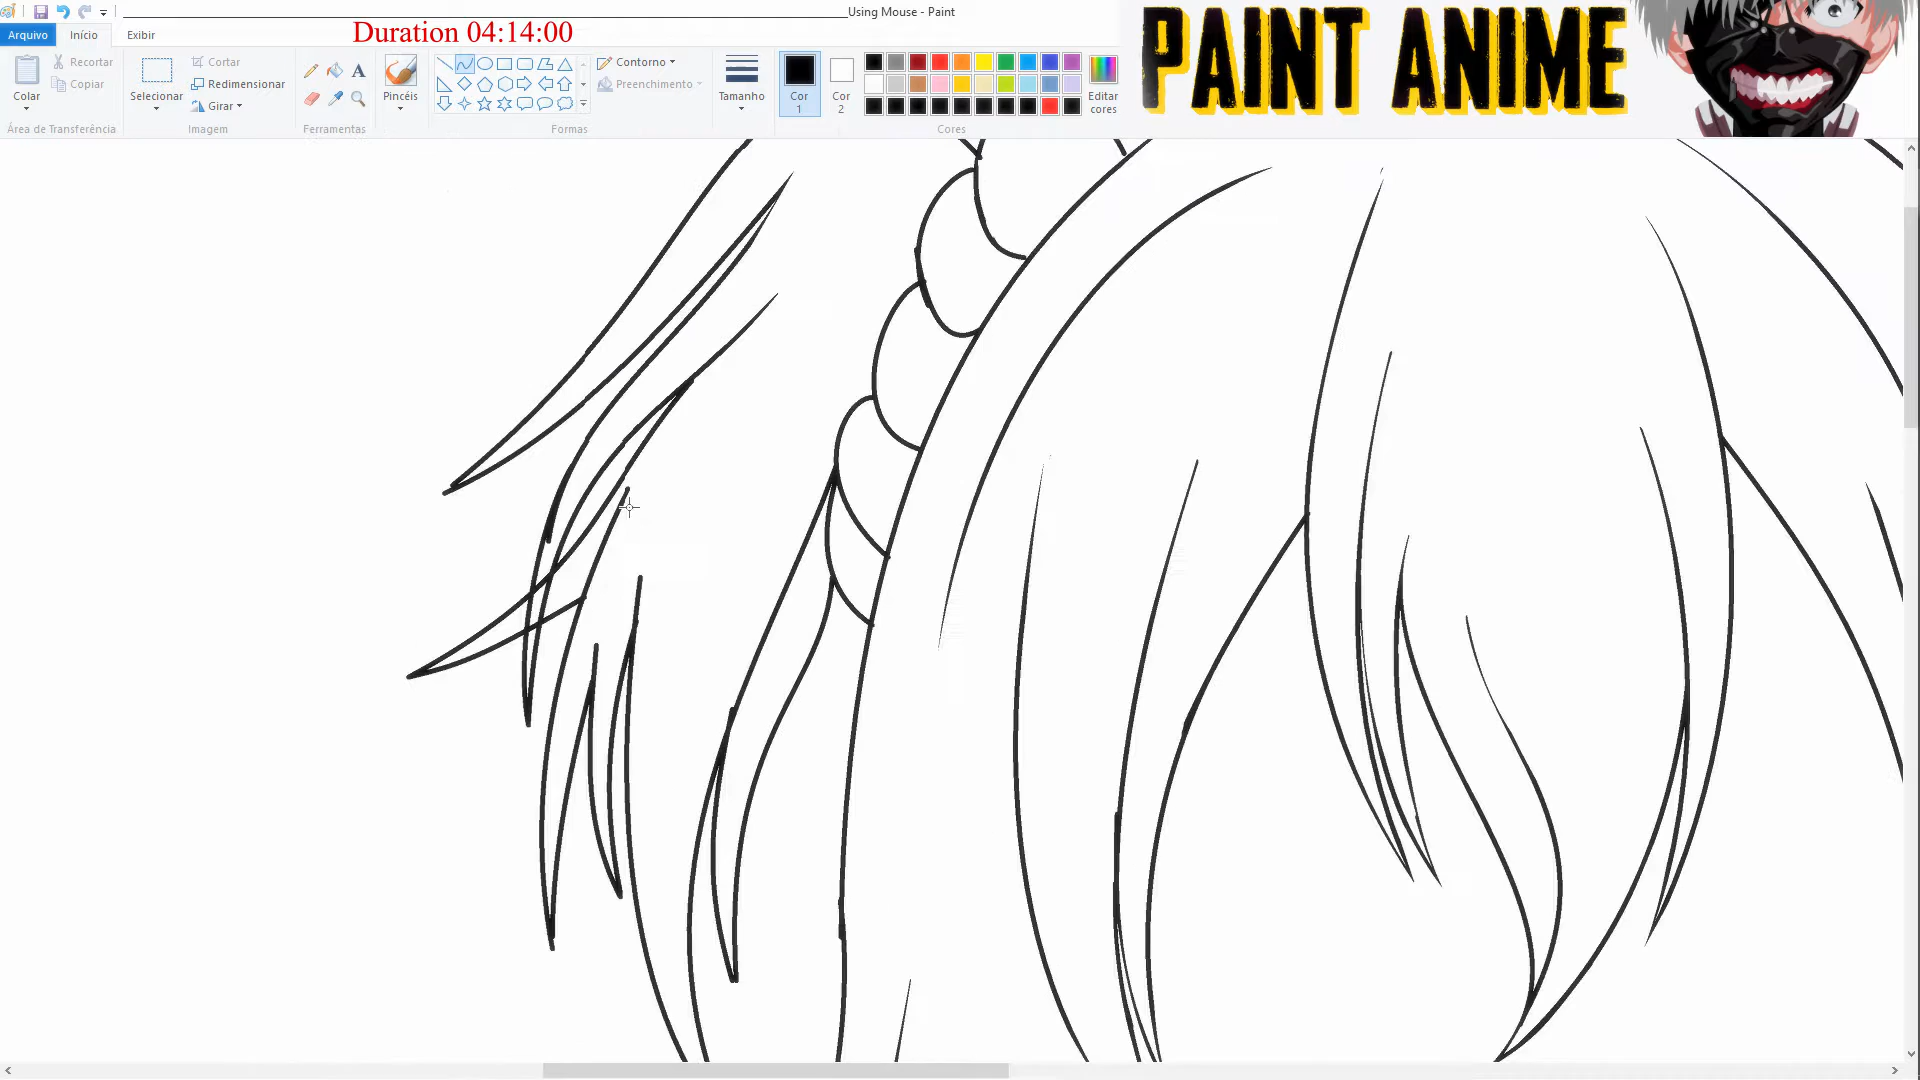 Using Mouse - Paint
Duration 04:14:00
Arquivo
Início
Exibir
Colar
Recortar
Copiar
Área de Transferência
Selecionar
Cortar
Redimensionar
Girar
Imagem
Pincéis
A
Ferramentas
Contorno
Preenchimento
Formas
Tamanho
Cor
1
Cor
2
Editar
cores
Cores
PAINT ANIME